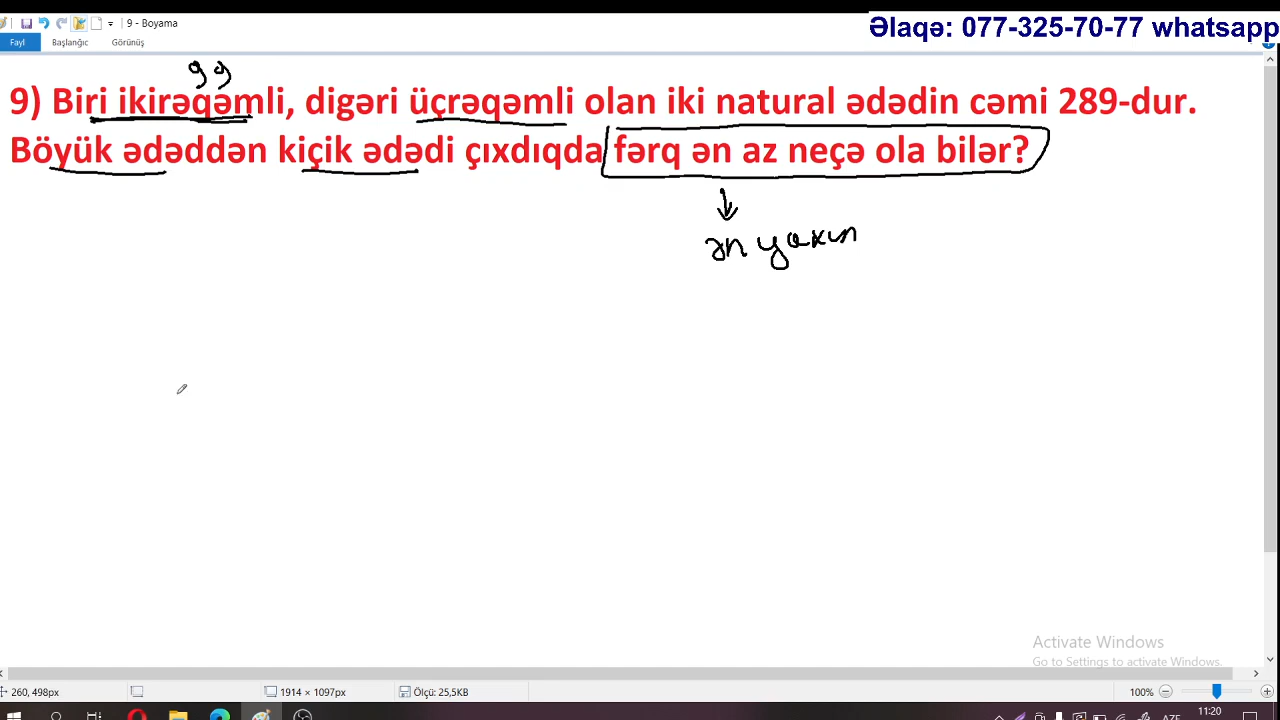 9 - Boyama
Əlaqə: 077-325-70-77 whatsapp
Fayl Başlanğıc Görünüş
99
9) Biri ikirəqəmli, digəri üçrəqəmli olan iki natural ədədin cəmi 289-dur.
Böyük ədəddən kiçik ədədi çıxdıqda fərq ən az neçə ola bilər?
ən yaxın
Activate Windows
Go to Settings to activate Windows.
260, 498px 1914 × 1097px Ölçü: 25,5KB 100%
AZE 11:20